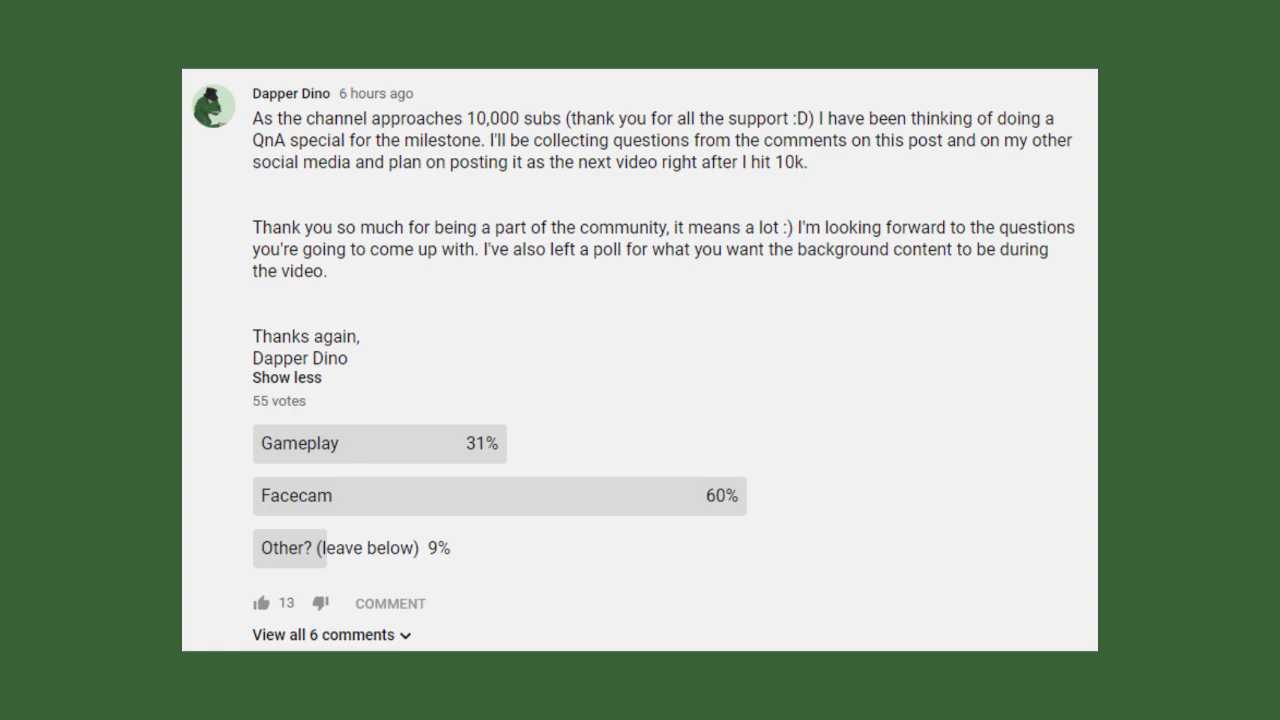 Dapper Dino 6 hours ago
As the channel approaches 10,000 subs (thank you for all the support :D) I have been thinking of doing a
QnA special for the milestone. I'll be collecting questions from the comments on this post and on my other
social media and plan on posting it as the next video right after I hit 10k.
Thank you so much for being a part of the community, it means a lot :) I'm looking forward to the questions
you're going to come up with. I've also left a poll for what you want the background content to be during
the video.
Thanks again,
Dapper Dino
Show less
55 votes
Gameplay 31%
Facecam 60%
Other? (leave below) 9%
13 COMMENT
View all 6 comments